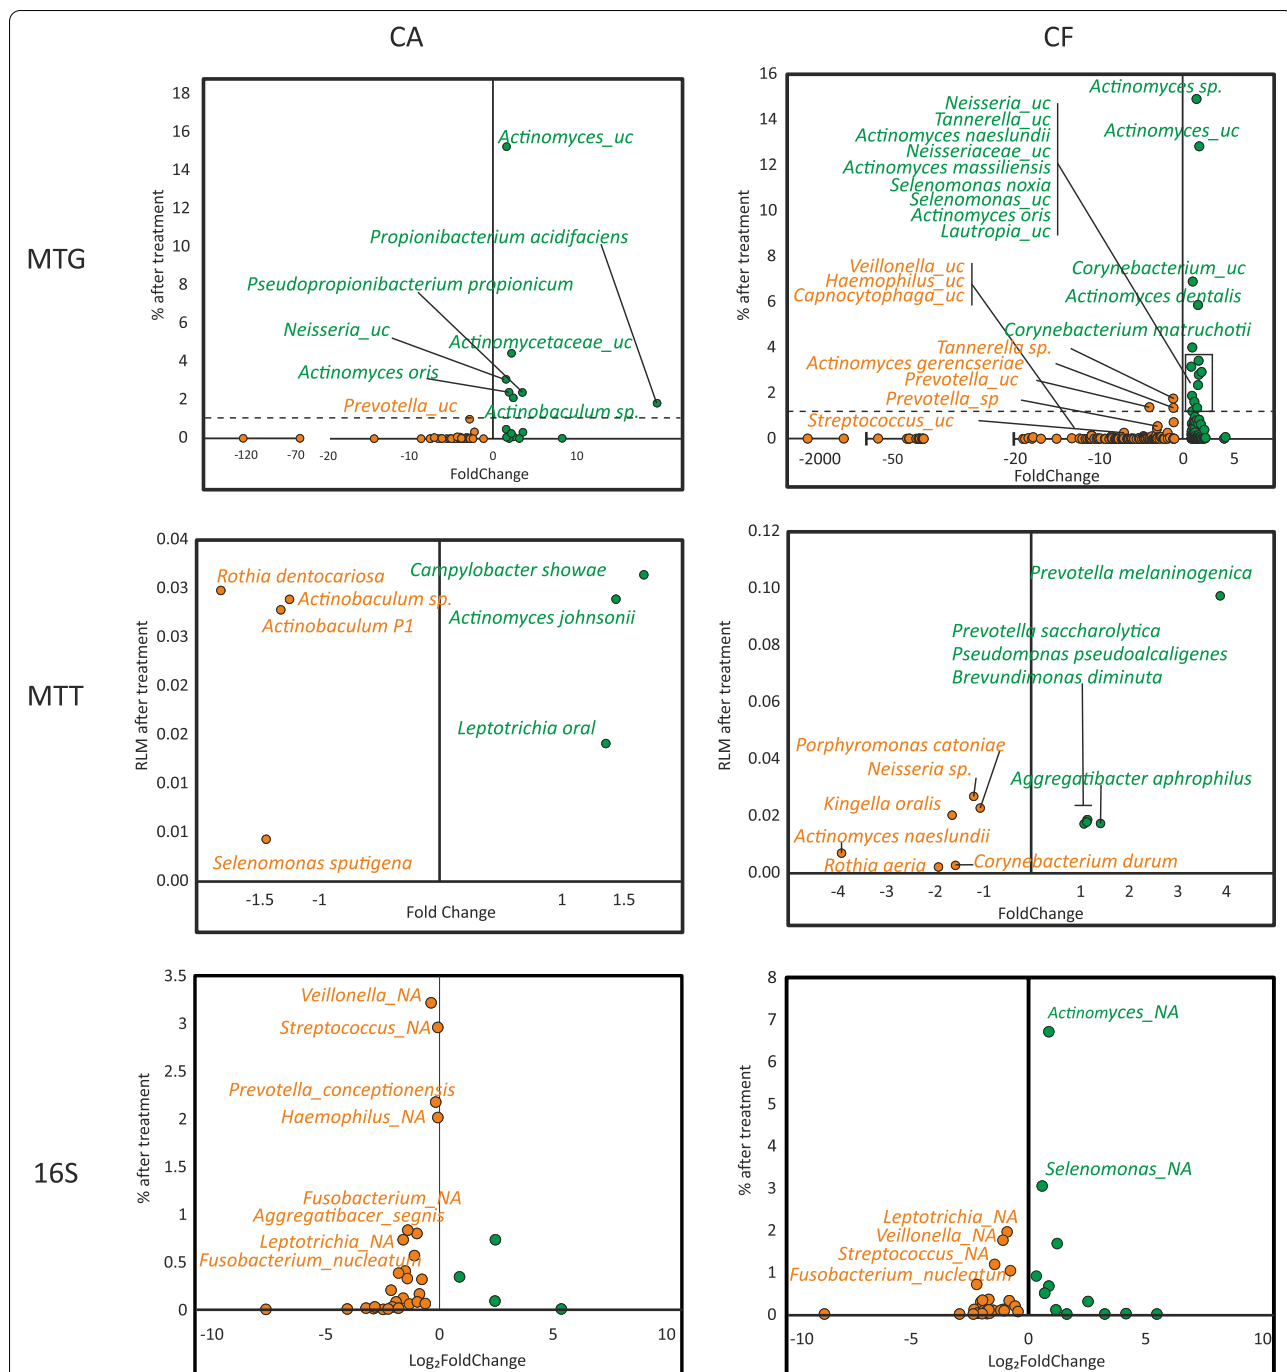 CA
CF
MTG
% after treatment
18
16
14
12
10
8
6
4
2
0
Actinomyces_uc
Propionibacterium acidifaciens
Pseudopropionibacterium propionicum
Neisseria_uc
Actinomycetaceae_uc
Actinomyces oris
Prevotella_uc
Actinobaculum sp.
-120
-70
-20
-10
0
10
FoldChange
% after treatment
16
14
12
10
8
6
4
2
0
Actinomyces sp.
Neisseria_uc
Tannerella_uc
Actinomyces_uc
Actinomyces naeslundii
Neisseriaceae_uc
Actinomyces massiliensis
Selenomonas noxia
Selenomonas_uc
Actinomyces oris
Lautropia_uc
Veillonella_uc
Haemophilus_uc
Capnocytophaga_uc
Corynebacterium_uc
Actinomyces dentalis
Corynebacterium matruchotii
Tannerella sp.
Actinomyces gerencseriae
Prevotella_uc
Prevotella_sp
Streptococcus_uc
-2000
-50
-20
-10
0
5
FoldChange
MTT
RLM after treatment
0.04
0.03
0.03
0.02
0.02
0.01
0.01
0.00
Rothia dentocariosa
Actinobaculum sp.
Actinobaculum P1
Campylobacter showae
Actinomyces johnsonii
Leptotrichia oral
Selenomonas sputigena
-1.5
-1
1
1.5
Fold Change
RLM after treatment
0.12
0.10
0.08
0.06
0.04
0.02
0.00
Prevotella melaninogenica
Prevotella saccharolytica
Pseudomonas pseudoalcaligenes
Brevundimonas diminuta
Porphyromonas catoniae
Neisseria sp.
Aggregatibacter aphrophilus
Kingella oralis
Actinomyces naeslundii
Rothia aeria
Corynebacterium durum
-4
-3
-2
-1
1
2
3
4
FoldChange
16S
% after treatment
3.5
3
2.5
2
1.5
1
0.5
0
Veillonella_NA
Streptococcus_NA
Prevotella_conceptionensis
Haemophilus_NA
Fusobacterium_NA
Aggregatibacer_segnis
Leptotrichia_NA
Fusobacterium_nucleatum
-10
-5
0
5
10
Log₂FoldChange
% after treatment
8
7
6
5
4
3
2
1
0
Actinomyces_NA
Selenomonas_NA
Leptotrichia_NA
Veillonella_NA
Streptococcus_NA
Fusobacterium_nucleatum
-10
-5
0
5
10
Log₂FoldChange